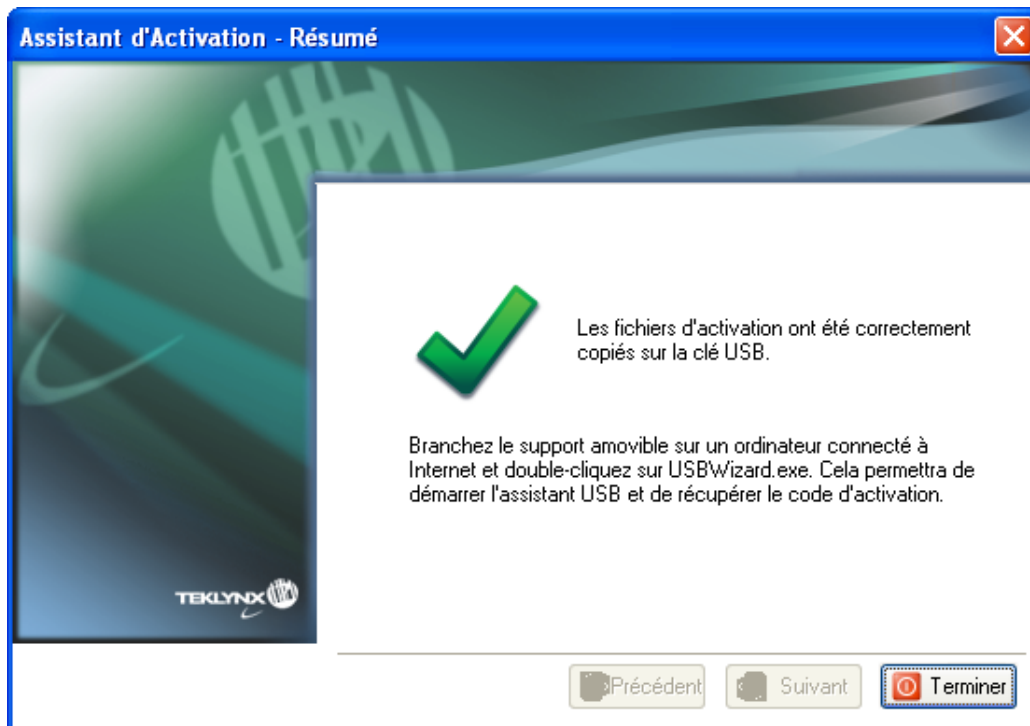 Assistant d'Activation - Résumé
Les fichiers d'activation ont été correctement
copiés sur la clé USB.
Branchez le support amovible sur un ordinateur connecté à
Internet et double-cliquez sur USBWizard.exe. Cela permettra de
démarrer l'assistant USB et de récupérer le code d'activation.
TEKLYNX
Précédent
Suivant
Terminer